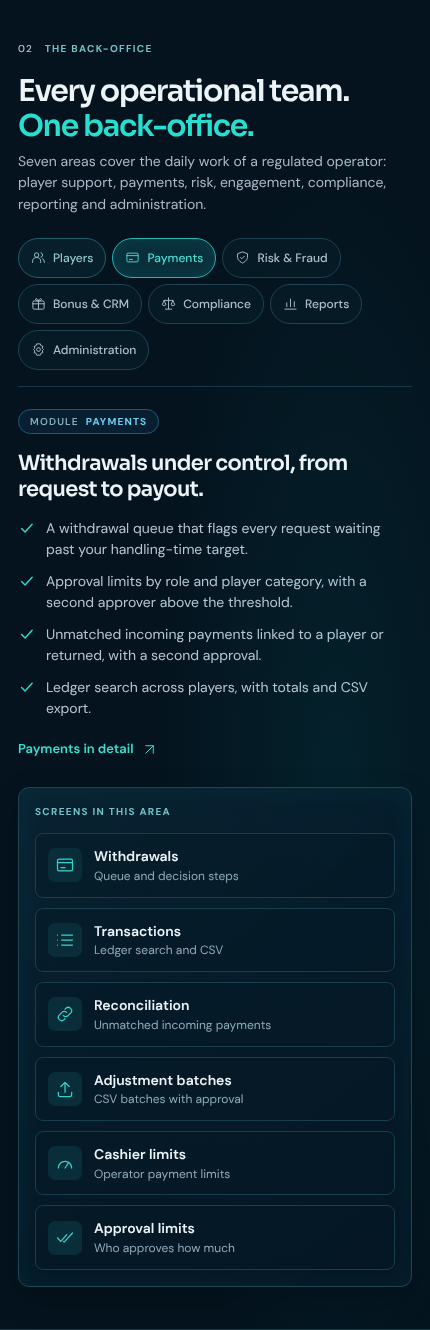 02 THE BACK-OFFICE
Every operational team.
One back-office.
Seven areas cover the daily work of a regulated operator:
player support, payments, risk, engagement, compliance,
reporting and administration.
Players
Payments
Risk & Fraud
Bonus & CRM
Compliance
Reports
Administration
MODULE PAYMENTS
Withdrawals under control, from
request to payout.
A withdrawal queue that flags every request waiting
past your handling-time target.
Approval limits by role and player category, with a
second approver above the threshold.
Unmatched incoming payments linked to a player or
returned, with a second approval.
Ledger search across players, with totals and CSV
export.
Payments in detail
SCREENS IN THIS AREA
Withdrawals
Queue and decision steps
Transactions
Ledger search and CSV
Reconciliation
Unmatched incoming payments
Adjustment batches
CSV batches with approval
Cashier limits
Operator payment limits
Approval limits
Who approves how much